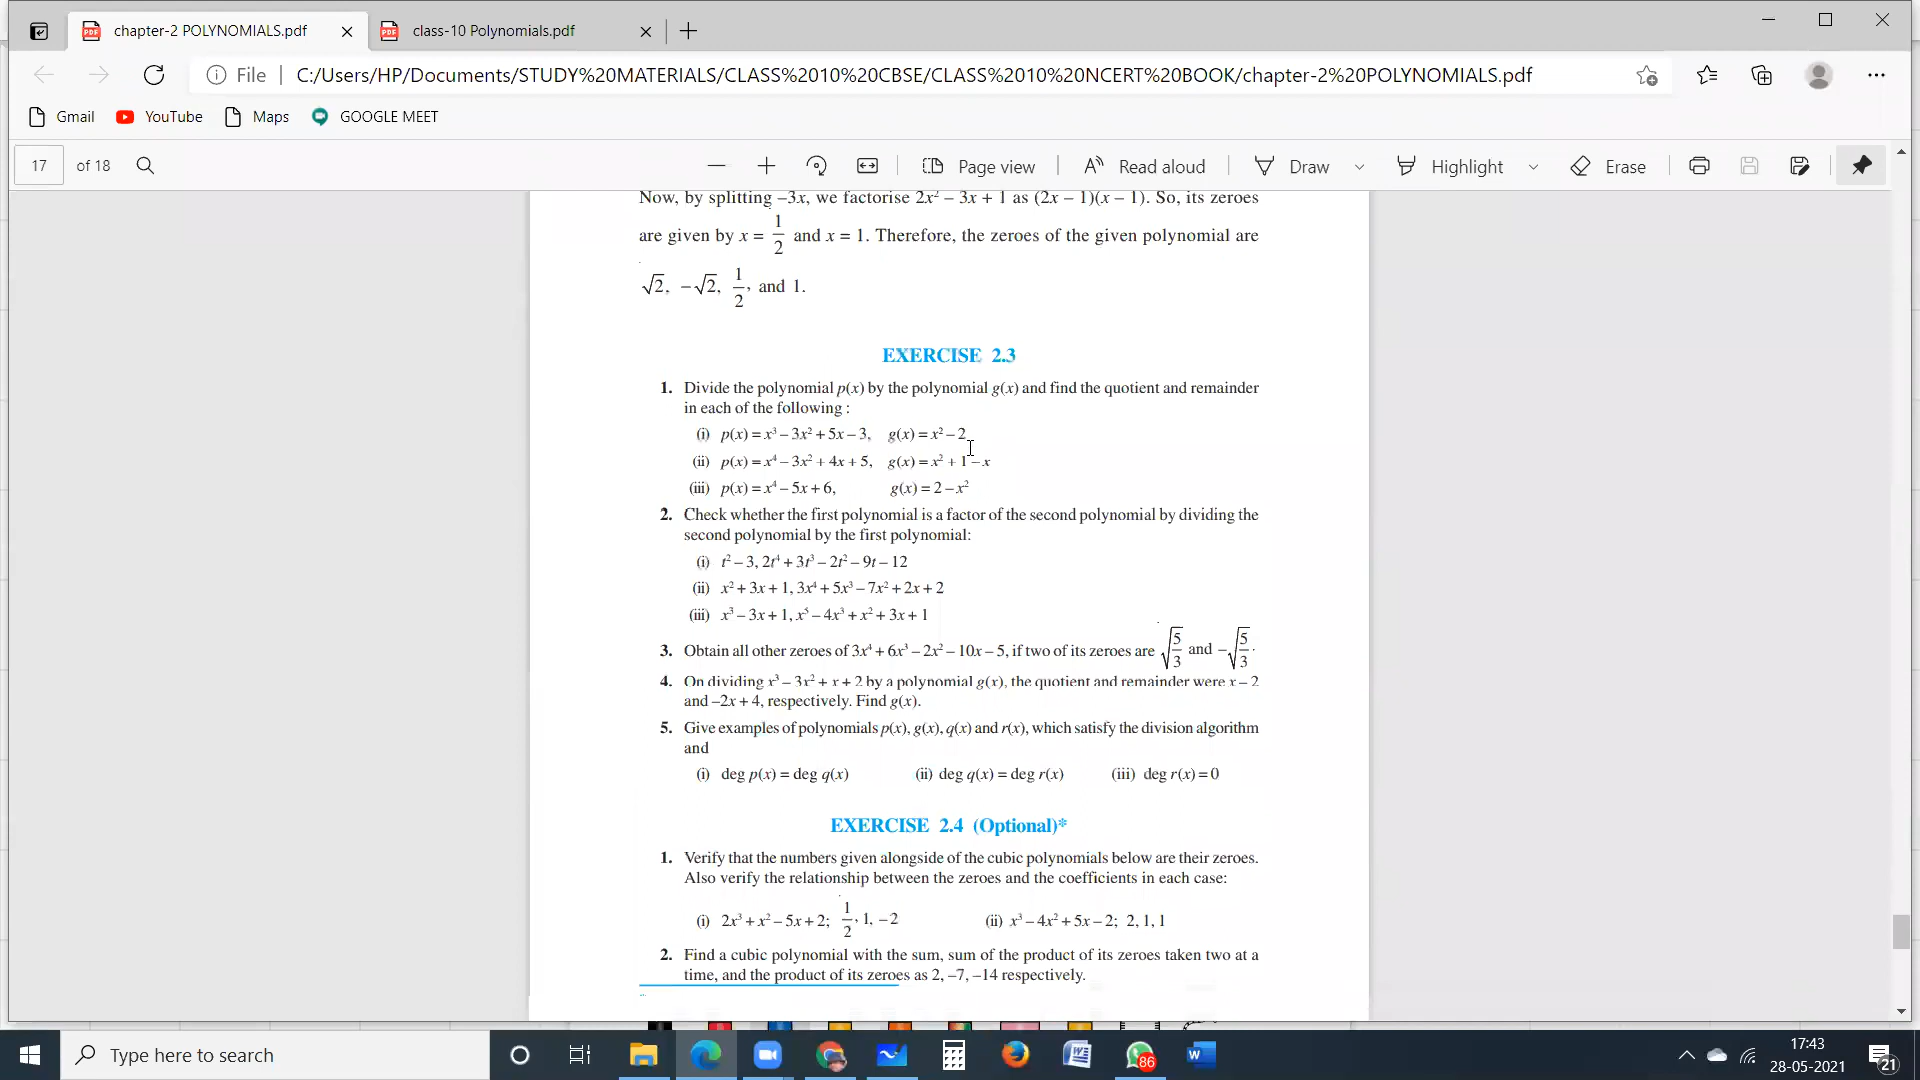 chapter-2 POLYNOMIALS.pdf
class-10 Polynomials.pdf
File | C:/Users/HP/Documents/STUDY%20MATERIALS/CLASS%2010%20CBSE/CLASS%2010%20NCERT%20BOOK/chapter-2%20POLYNOMIALS.pdf
Gmail YouTube Maps GOOGLE MEET
17 of 18 Page view Read aloud Draw Highlight Erase
Now, by splitting –3x, we factorise 2x² – 3x + 1 as (2x – 1)(x – 1). So, its zeroes
are given by x = 1/2 and x = 1. Therefore, the zeroes of the given polynomial are
√2, –√2, 1/2, and 1.
EXERCISE 2.3
1. Divide the polynomial p(x) by the polynomial g(x) and find the quotient and remainder
in each of the following :
(i) p(x) = x³ – 3x² + 5x – 3, g(x) = x² – 2
(ii) p(x) = x⁴ – 3x² + 4x + 5, g(x) = x² + 1 – x
(iii) p(x) = x⁴ – 5x + 6, g(x) = 2 – x²
2. Check whether the first polynomial is a factor of the second polynomial by dividing the
second polynomial by the first polynomial:
(i) t² – 3, 2t⁴ + 3t³ – 2t² – 9t – 12
(ii) x² + 3x + 1, 3x⁴ + 5x³ – 7x² + 2x + 2
(iii) x³ – 3x + 1, x⁵ – 4x³ + x² + 3x + 1
3. Obtain all other zeroes of 3x⁴ + 6x³ – 2x² – 10x – 5, if two of its zeroes are √(5/3) and –√(5/3).
4. On dividing x³ – 3x² + x + 2 by a polynomial g(x), the quotient and remainder were x – 2
and –2x + 4, respectively. Find g(x).
5. Give examples of polynomials p(x), g(x), q(x) and r(x), which satisfy the division algorithm
and
(i) deg p(x) = deg q(x) (ii) deg q(x) = deg r(x) (iii) deg r(x) = 0
EXERCISE 2.4 (Optional)*
1. Verify that the numbers given alongside of the cubic polynomials below are their zeroes.
Also verify the relationship between the zeroes and the coefficients in each case:
(i) 2x³ + x² – 5x + 2; 1/2, 1, –2 (ii) x³ – 4x² + 5x – 2; 2, 1, 1
2. Find a cubic polynomial with the sum, sum of the product of its zeroes taken two at a
time, and the product of its zeroes as 2, –7, –14 respectively.
Type here to search
86
17:43
28-05-2021
21